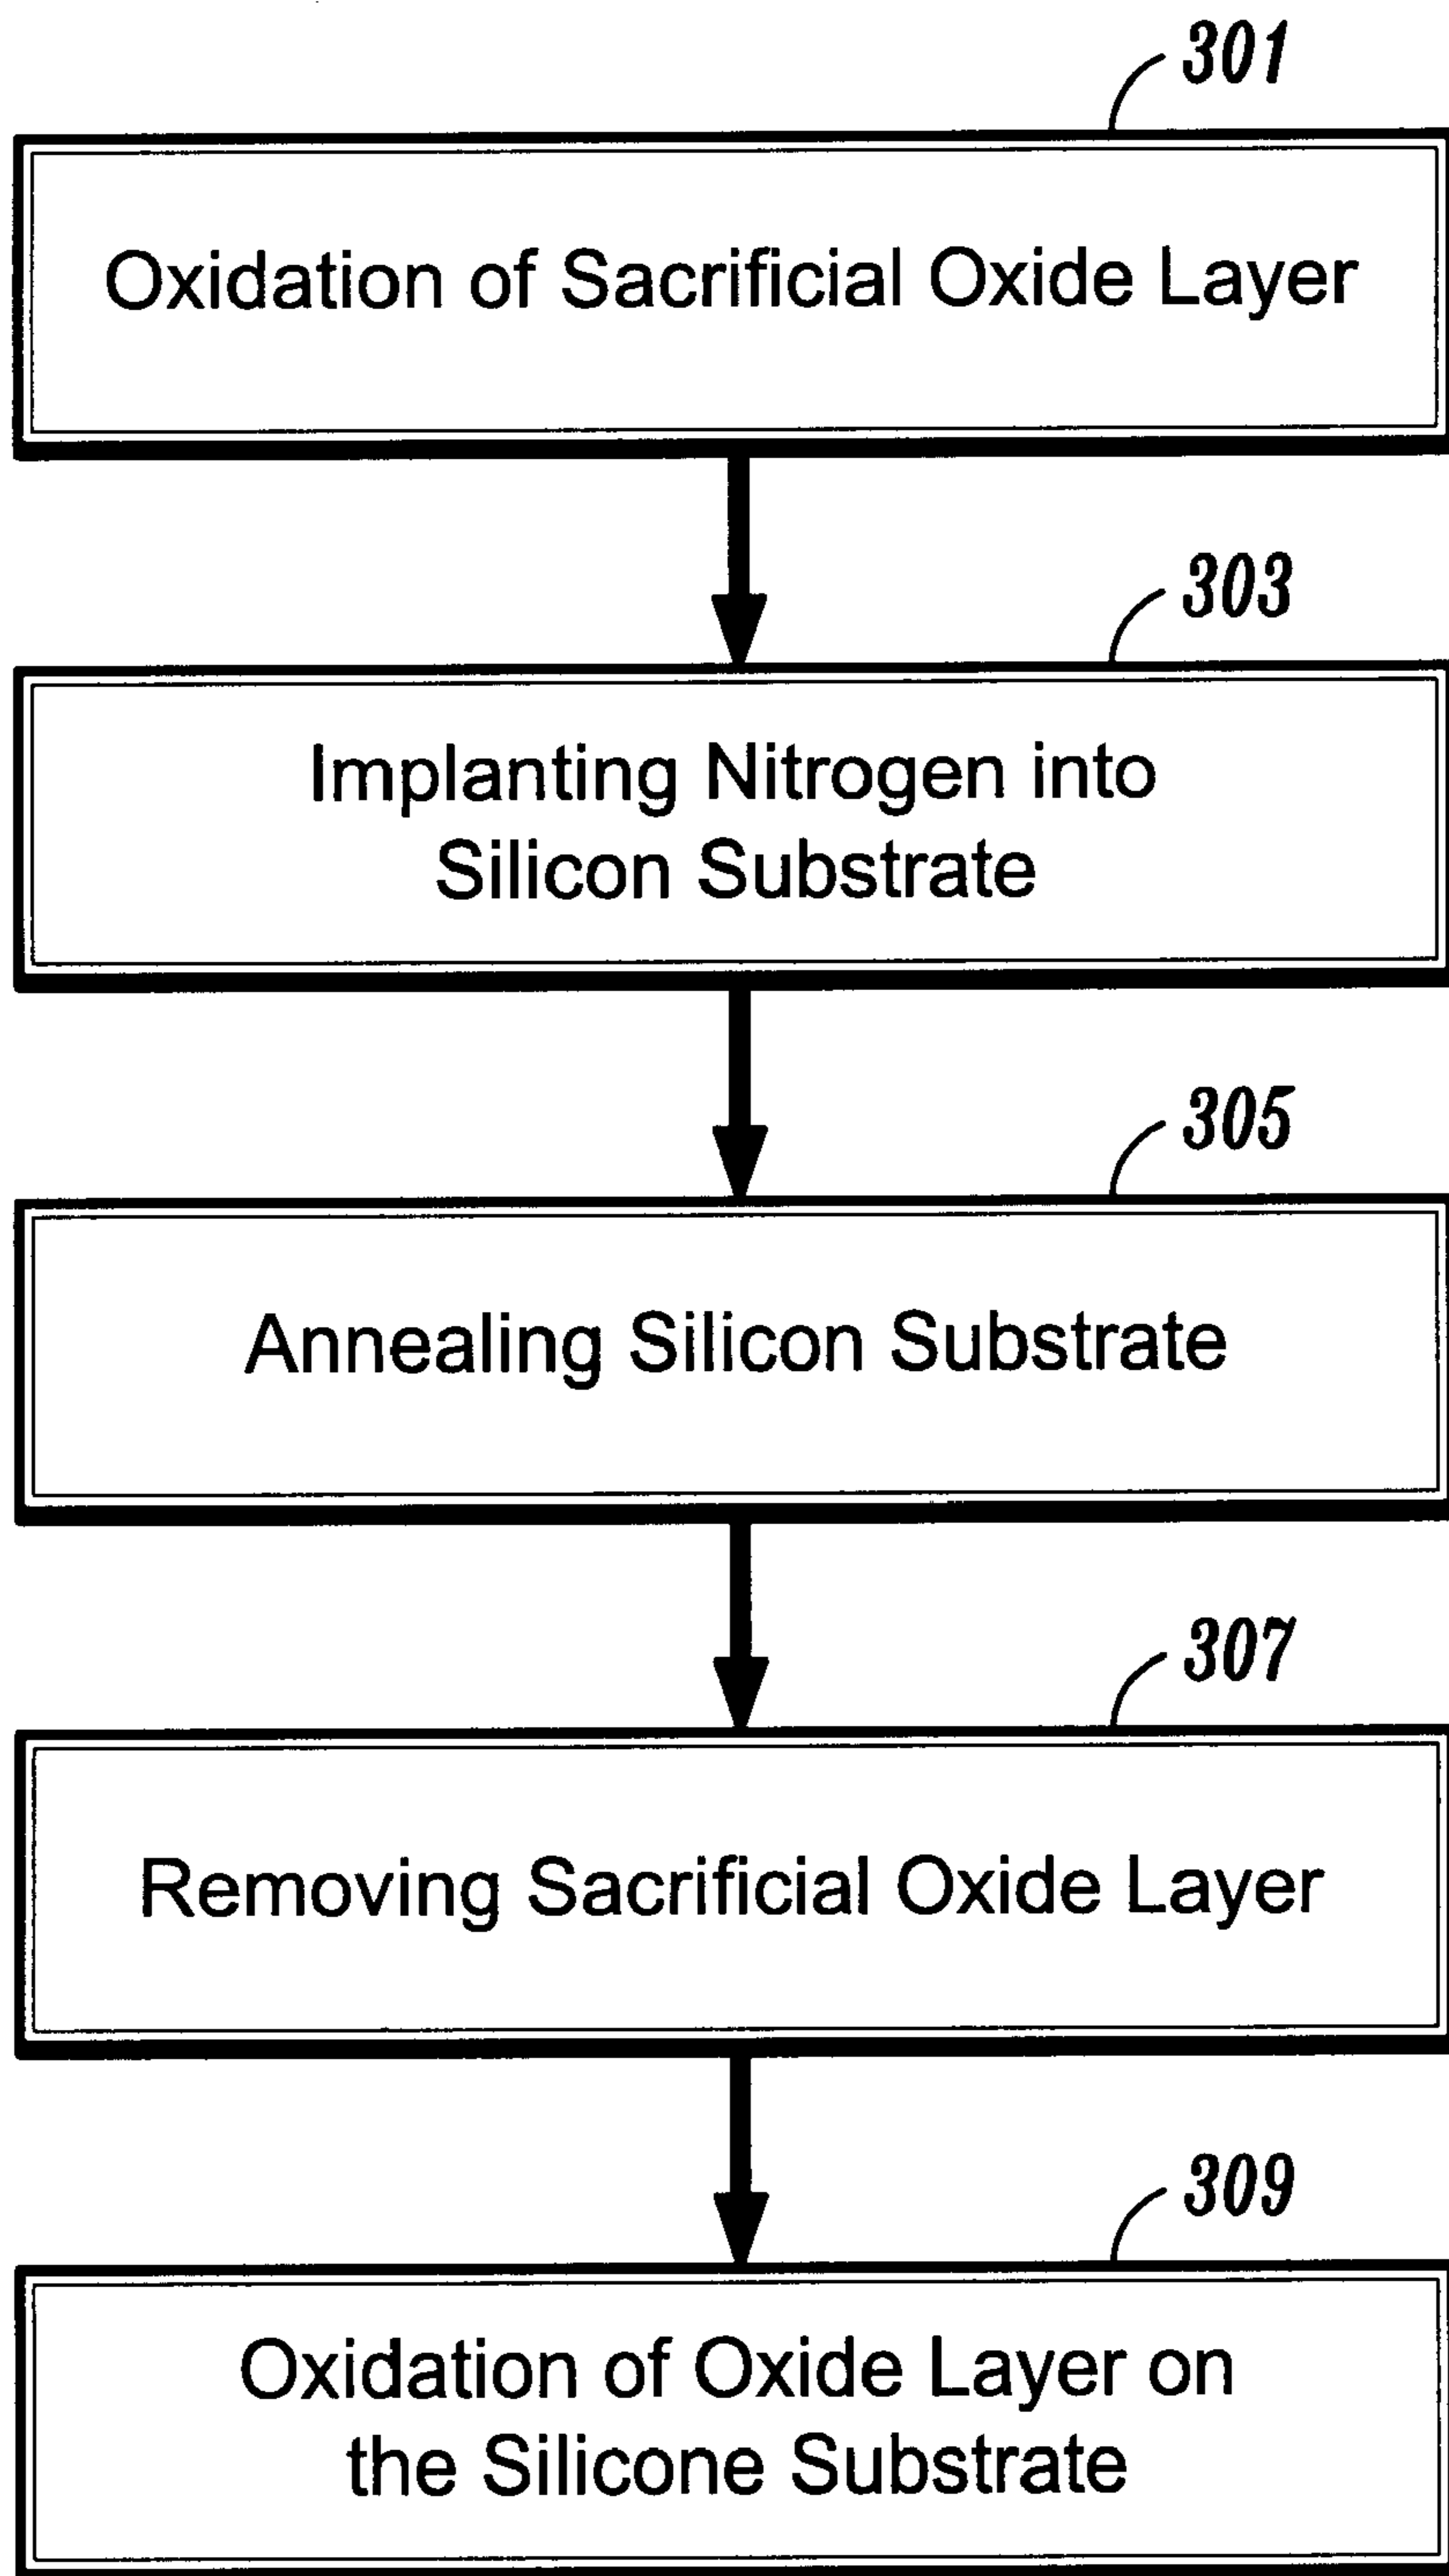 301
Oxidation of Sacrificial Oxide Layer
303
Implanting Nitrogen into
Silicon Substrate
305
Annealing Silicon Substrate
307
Removing Sacrificial Oxide Layer
309
Oxidation of Oxide Layer on
the Silicone Substrate